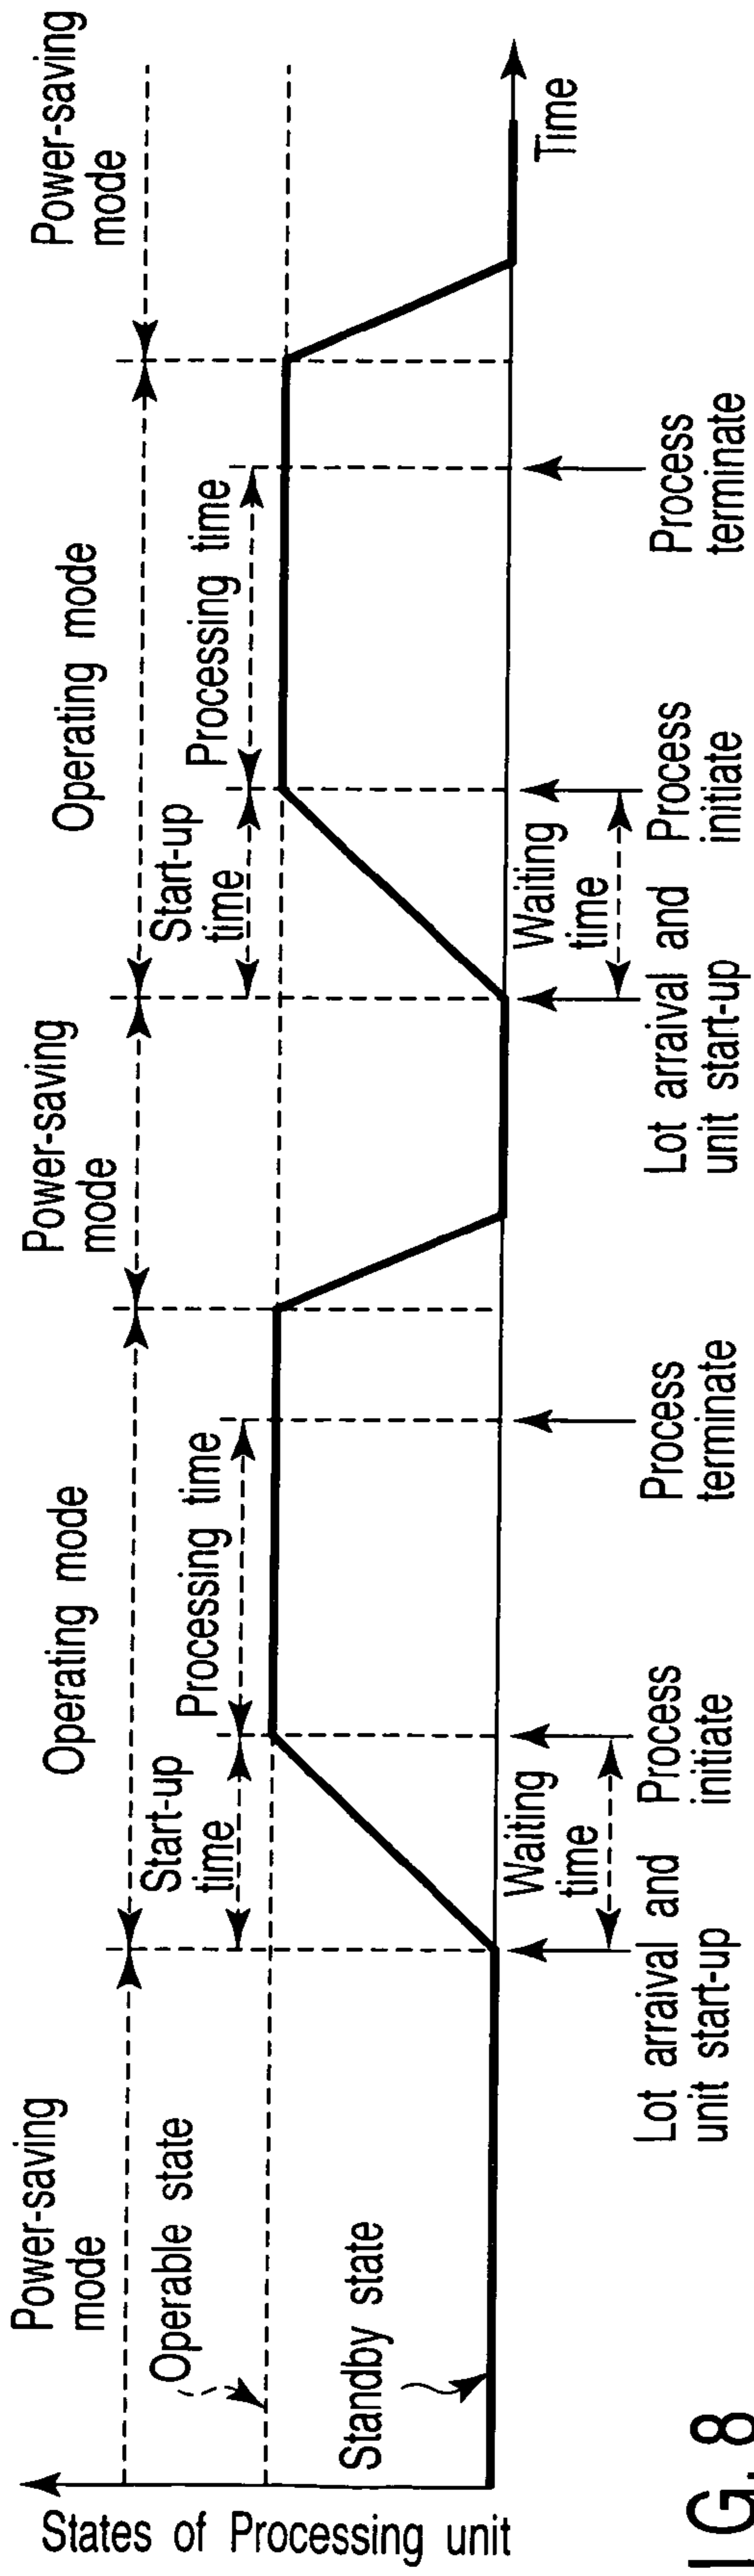 States of Processing unit
Power-saving
mode
Operating mode
Power-saving
mode
Operating mode
Power-saving
mode
Operable state
Start-up
time
Processing time
Start-up
time
Processing time
Standby state
Time
Waiting
time
Waiting
time
Lot arraival and
unit start-up
Process
initiate
Process
terminate
Lot arraival and
unit start-up
Process
initiate
Process
terminate
IG. 8